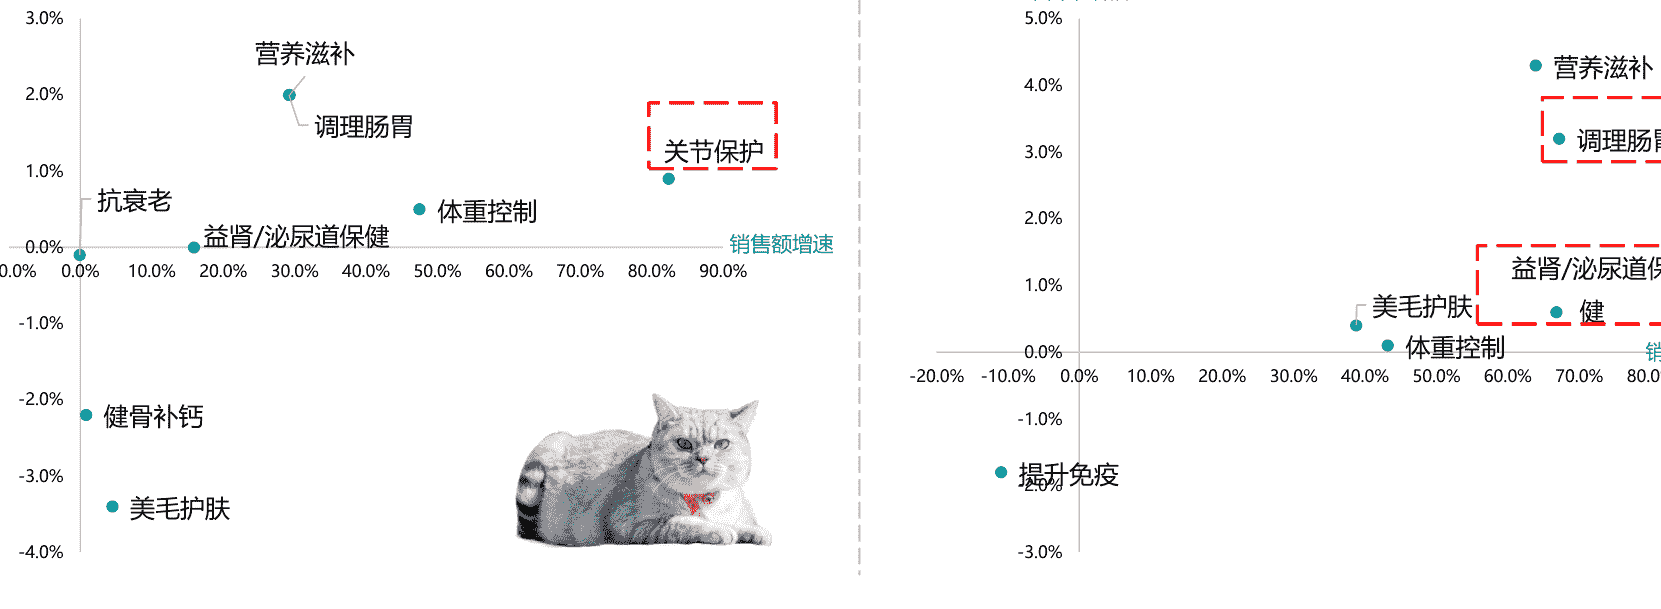 3.0%
营养滋补
2.0%
调理肠胃
关节保护
1.0%
抗衰老
体重控制
益肾/泌尿道保健
0.0%
销售额增速
0.0%
0.0%
10.0%
20.0%
30.0%
40.0%
50.0%
60.0%
70.0%
80.0%
90.0%
-1.0%
-2.0%
健骨补钙
-3.0%
美毛护肤
-4.0%
5.0%
营养滋补
4.0%
调理肠
3.0%
2.0%
益肾/泌尿道
健
1.0%
美毛护肤
体重控制
0.0%
销
-20.0%
-10.0%
0.0%
10.0%
20.0%
30.0%
40.0%
50.0%
60.0%
70.0%
80.0
-1.0%
提升免疫
-2.0%
-3.0%